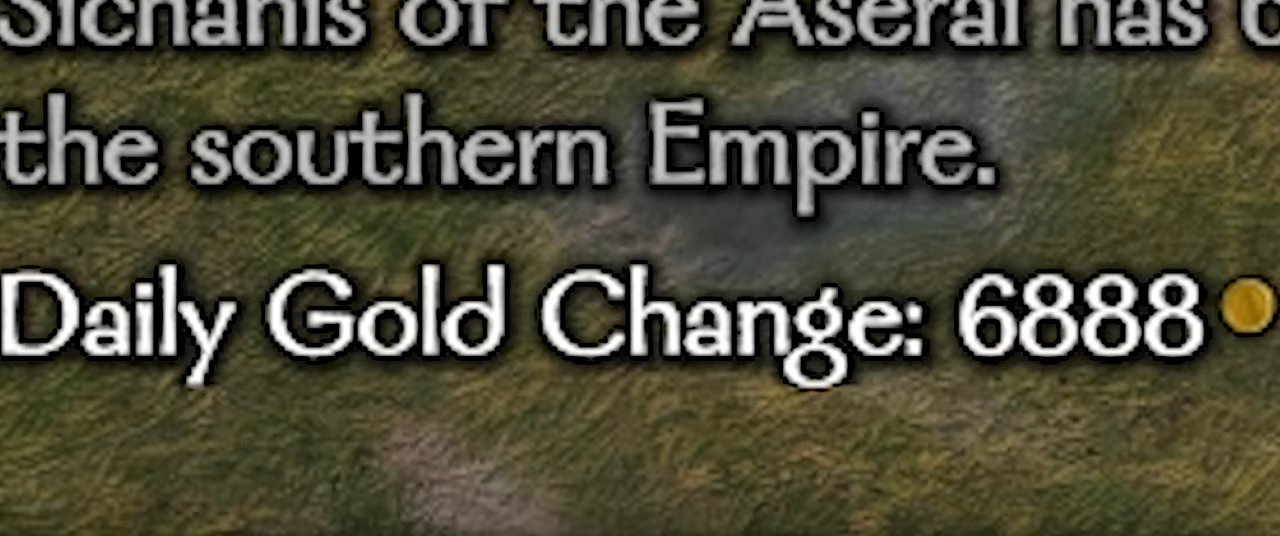 Sichanis of the Aserai has
the southern Empire.
Daily Gold Change: 6888